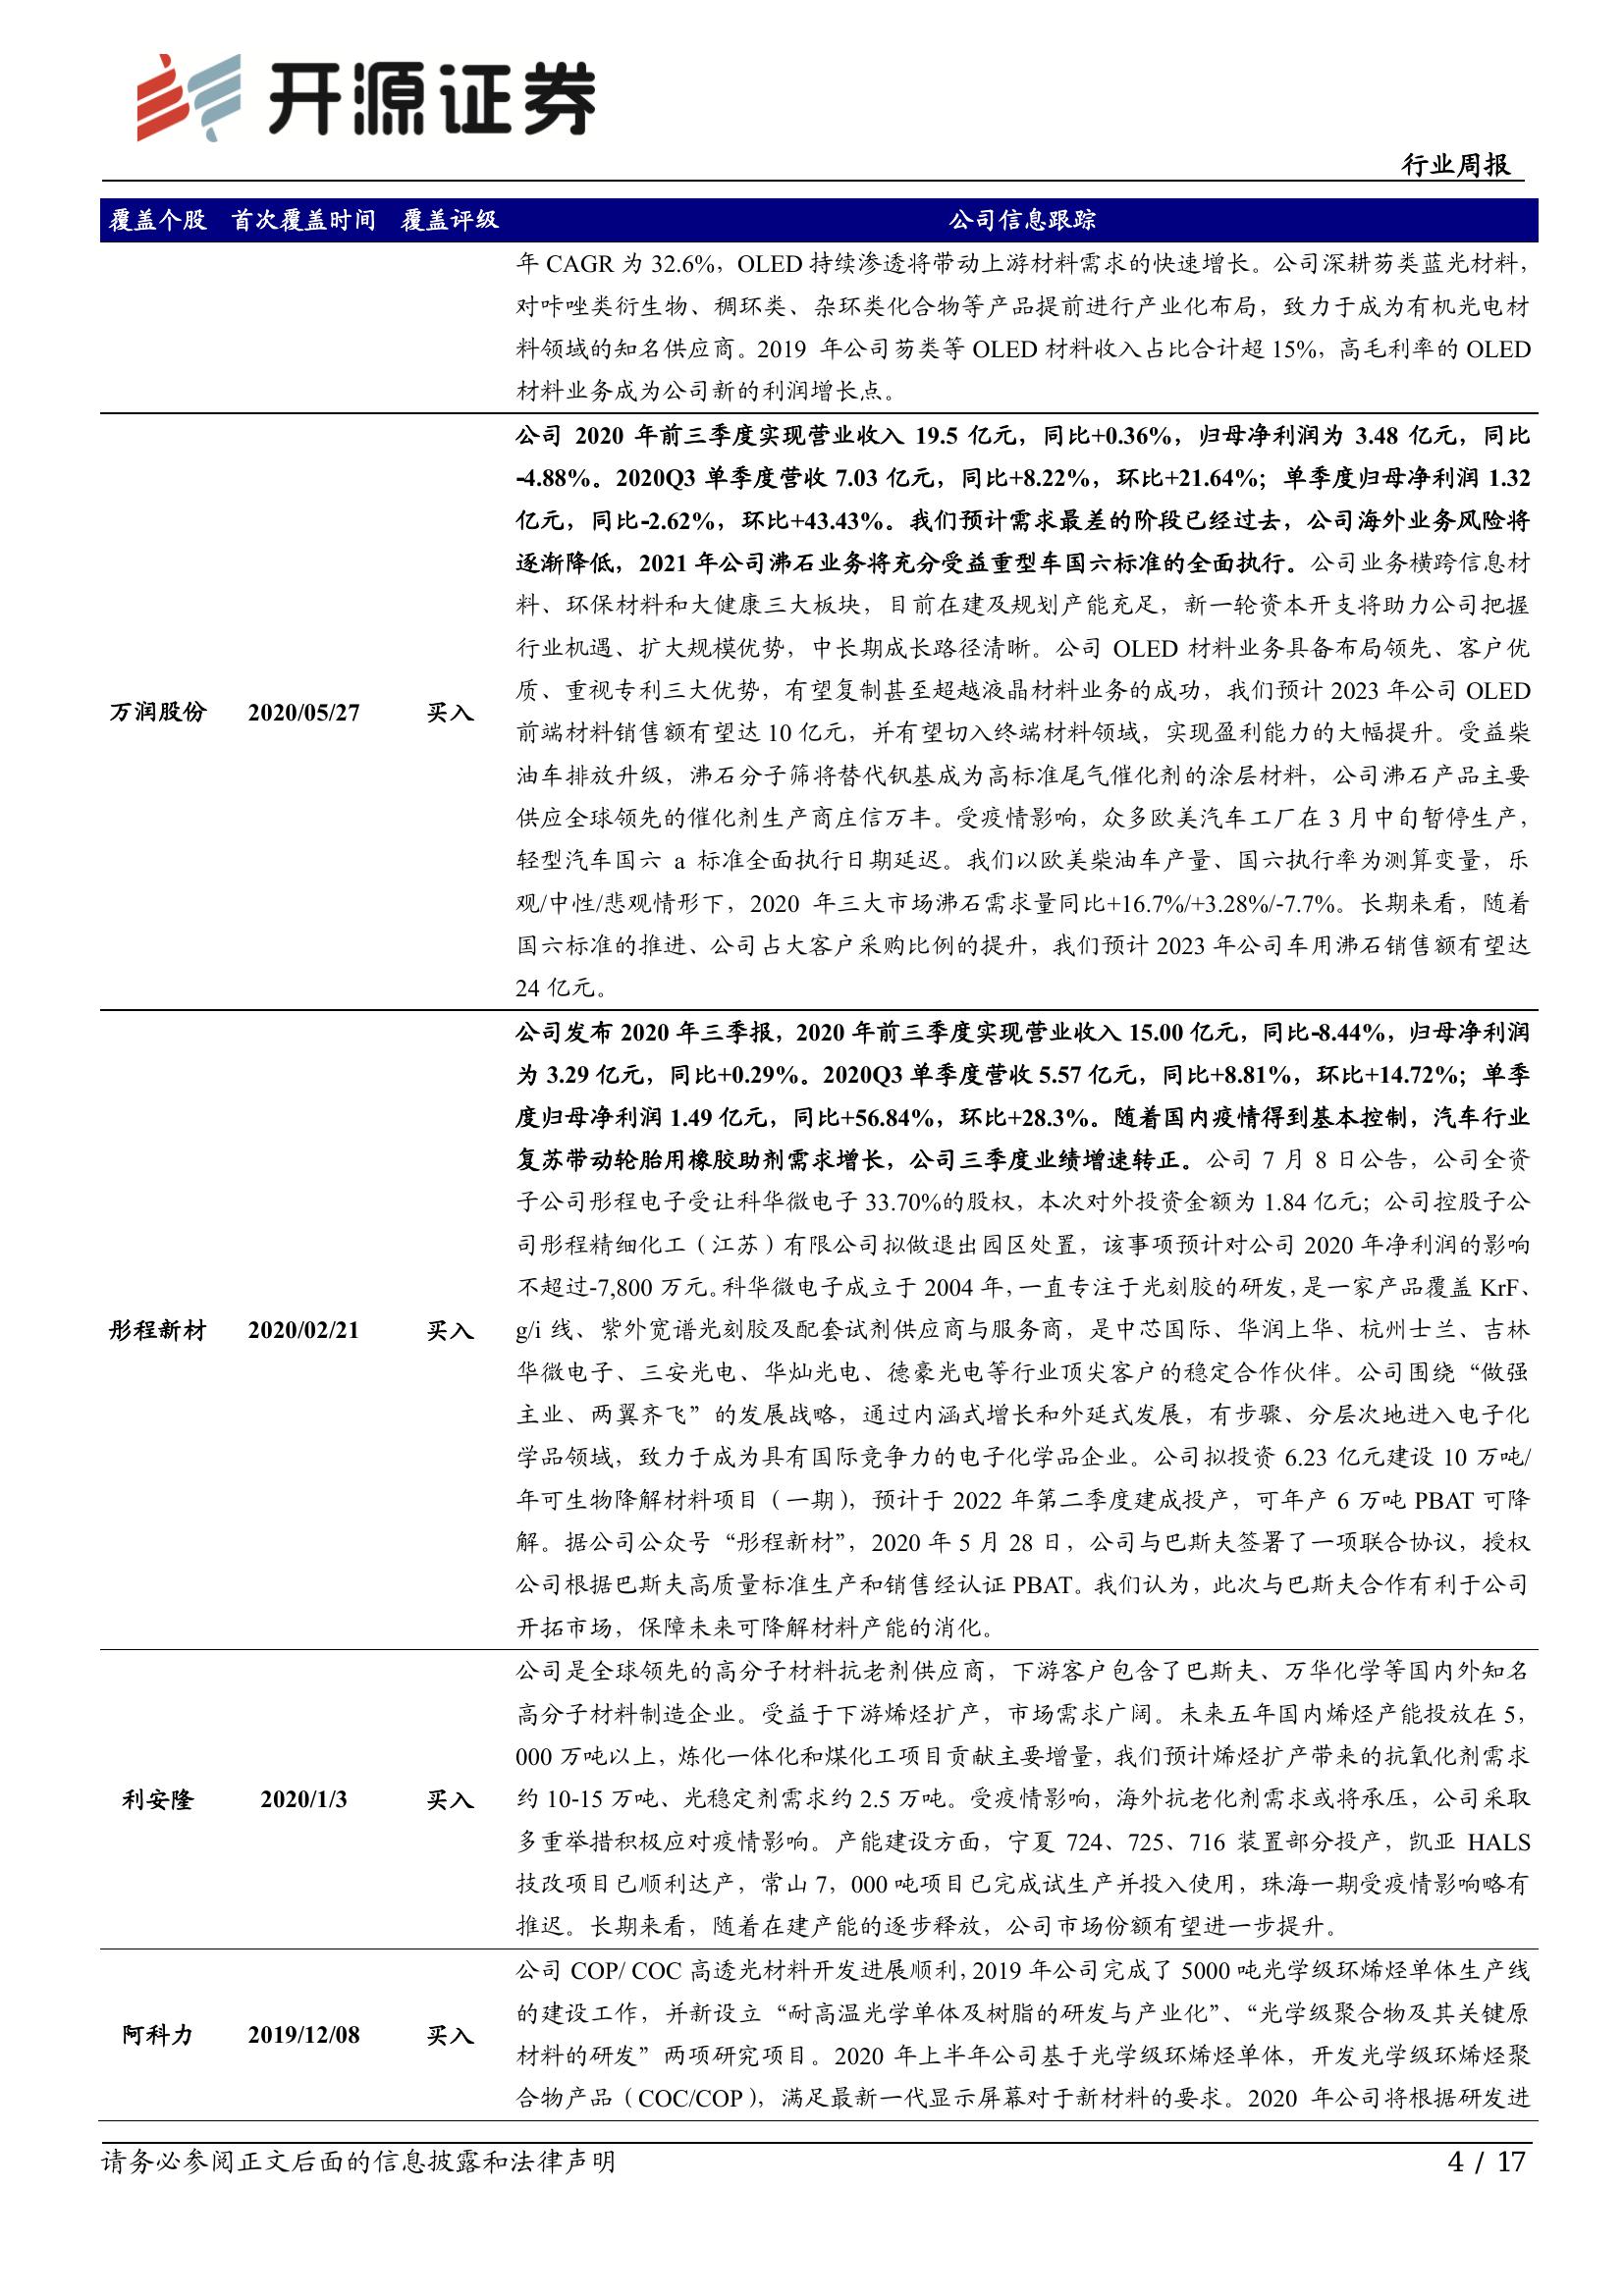 开源证券
行业周报
覆盖个股 首次覆盖时间 覆盖评级 公司信息跟踪
年 CAGR 为 32.6%，OLED 持续渗透将带动上游材料需求的快速增长。公司深耕芴类蓝光材料，
对咔唑类衍生物、稠环类、杂环类化合物等产品提前进行产业化布局，致力于成为有机光电材
料领域的知名供应商。2019 年公司芴类等 OLED 材料收入占比合计超 15%，高毛利率的 OLED
材料业务成为公司新的利润增长点。
公司 2020 年前三季度实现营业收入 19.5 亿元，同比+0.36%，归母净利润为 3.48 亿元，同比
-4.88%。2020Q3 单季度营收 7.03 亿元，同比+8.22%，环比+21.64%；单季度归母净利润 1.32
亿元，同比-2.62%，环比+43.43%。我们预计需求最差的阶段已经过去，公司海外业务风险将
逐渐降低，2021 年公司沸石业务将充分受益重型车国六标准的全面执行。公司业务横跨信息材
料、环保材料和大健康三大板块，目前在建及规划产能充足，新一轮资本开支将助力公司把握
行业机遇、扩大规模优势，中长期成长路径清晰。公司 OLED 材料业务具备布局领先、客户优
质、重视专利三大优势，有望复制甚至超越液晶材料业务的成功，我们预计 2023 年公司 OLED
万润股份 2020/05/27 买入
前端材料销售额有望达 10 亿元，并有望切入终端材料领域，实现盈利能力的大幅提升。受益柴
油车排放升级，沸石分子筛将替代钒基成为高标准尾气催化剂的涂层材料，公司沸石产品主要
供应全球领先的催化剂生产商庄信万丰。受疫情影响，众多欧美汽车工厂在 3 月中旬暂停生产，
轻型汽车国六 a 标准全面执行日期延迟。我们以欧美柴油车产量、国六执行率为测算变量，乐
观/中性/悲观情形下，2020 年三大市场沸石需求量同比+16.7%/+3.28%/-7.7%。长期来看，随着
国六标准的推进、公司占大客户采购比例的提升，我们预计 2023 年公司车用沸石销售额有望达
24 亿元。
公司发布 2020 年三季报，2020 年前三季度实现营业收入 15.00 亿元，同比-8.44%，归母净利润
为 3.29 亿元，同比+0.29%。2020Q3 单季度营收 5.57 亿元，同比+8.81%，环比+14.72%；单季
度归母净利润 1.49 亿元，同比+56.84%，环比+28.3%。随着国内疫情得到基本控制，汽车行业
复苏带动轮胎用橡胶助剂需求增长，公司三季度业绩增速转正。公司 7 月 8 日公告，公司全资
子公司彤程电子受让科华微电子 33.70%的股权，本次对外投资金额为 1.84 亿元；公司控股子公
司彤程精细化工（江苏）有限公司拟做退出园区处置，该事项预计对公司 2020 年净利润的影响
不超过-7,800 万元。科华微电子成立于 2004 年，一直专注于光刻胶的研发，是一家产品覆盖 KrF、
彤程新材 2020/02/21 买入
g/i 线、紫外宽谱光刻胶及配套试剂供应商与服务商，是中芯国际、华润上华、杭州士兰、吉林
华微电子、三安光电、华灿光电、德豪光电等行业顶尖客户的稳定合作伙伴。公司围绕“做强
主业、两翼齐飞”的发展战略，通过内涵式增长和外延式发展，有步骤、分层次地进入电子化
学品领域，致力于成为具有国际竞争力的电子化学品企业。公司拟投资 6.23 亿元建设 10 万吨/
年可生物降解材料项目（一期），预计于 2022 年第二季度建成投产，可年产 6 万吨 PBAT 可降
解。据公司公众号“彤程新材”，2020 年 5 月 28 日，公司与巴斯夫签署了一项联合协议，授权
公司根据巴斯夫高质量标准生产和销售经认证 PBAT。我们认为，此次与巴斯夫合作有利于公司
开拓市场，保障未来可降解材料产能的消化。
公司是全球领先的高分子材料抗老剂供应商，下游客户包含了巴斯夫、万华化学等国内外知名
高分子材料制造企业。受益于下游烯烃扩产，市场需求广阔。未来五年国内烯烃产能投放在 5，
000 万吨以上，炼化一体化和煤化工项目贡献主要增量，我们预计烯烃扩产带来的抗氧化剂需求
利安隆 2020/1/3 买入
约 10-15 万吨、光稳定剂需求约 2.5 万吨。受疫情影响，海外抗老化剂需求或将承压，公司采取
多重举措积极应对疫情影响。产能建设方面，宁夏 724、725、716 装置部分投产，凯亚 HALS
技改项目已顺利达产，常山 7，000 吨项目已完成试生产并投入使用，珠海一期受疫情影响略有
推迟。长期来看，随着在建产能的逐步释放，公司市场份额有望进一步提升。
公司 COP/ COC 高透光材料开发进展顺利，2019 年公司完成了 5000 吨光学级环烯烃单体生产线
的建设工作，并新设立“耐高温光学单体及树脂的研发与产业化”、“光学级聚合物及其关键原
阿科力 2019/12/08 买入
材料的研发”两项研究项目。2020 年上半年公司基于光学级环烯烃单体，开发光学级环烯烃聚
合物产品（COC/COP），满足最新一代显示屏幕对于新材料的要求。2020 年公司将根据研发进
请务必参阅正文后面的信息披露和法律声明 4 / 17